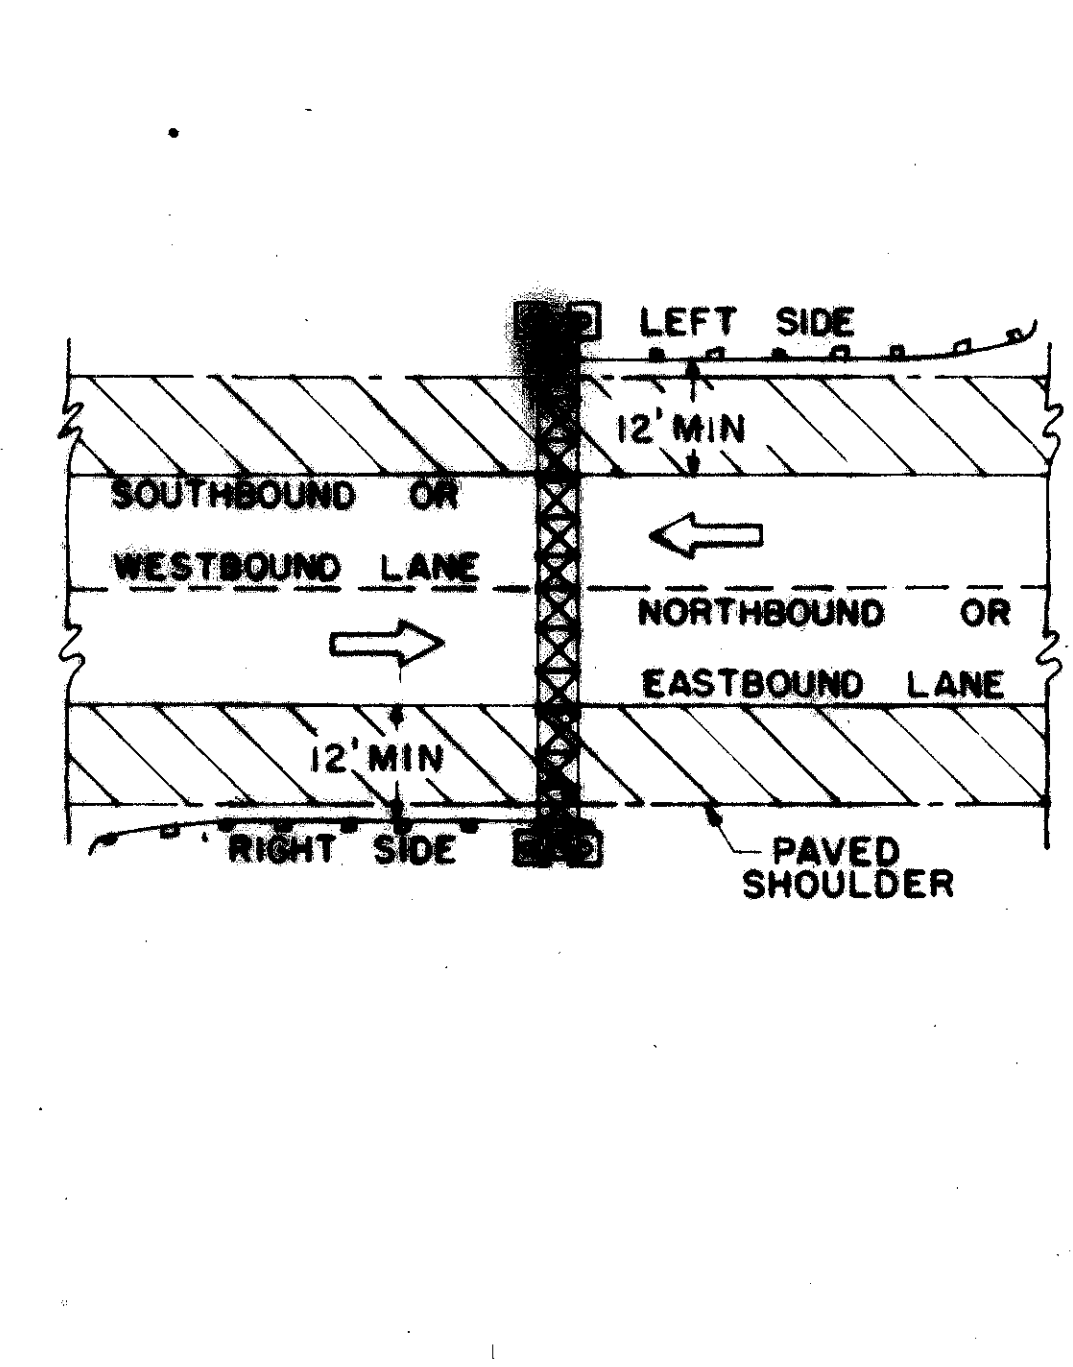 LEFT SIDE
12' MIN
SOUTHBOUND OR
WESTBOUND LANE
NORTHBOUND OR
EASTBOUND LANE
12' MIN
RIGHT SIDE
PAVED
SHOULDER